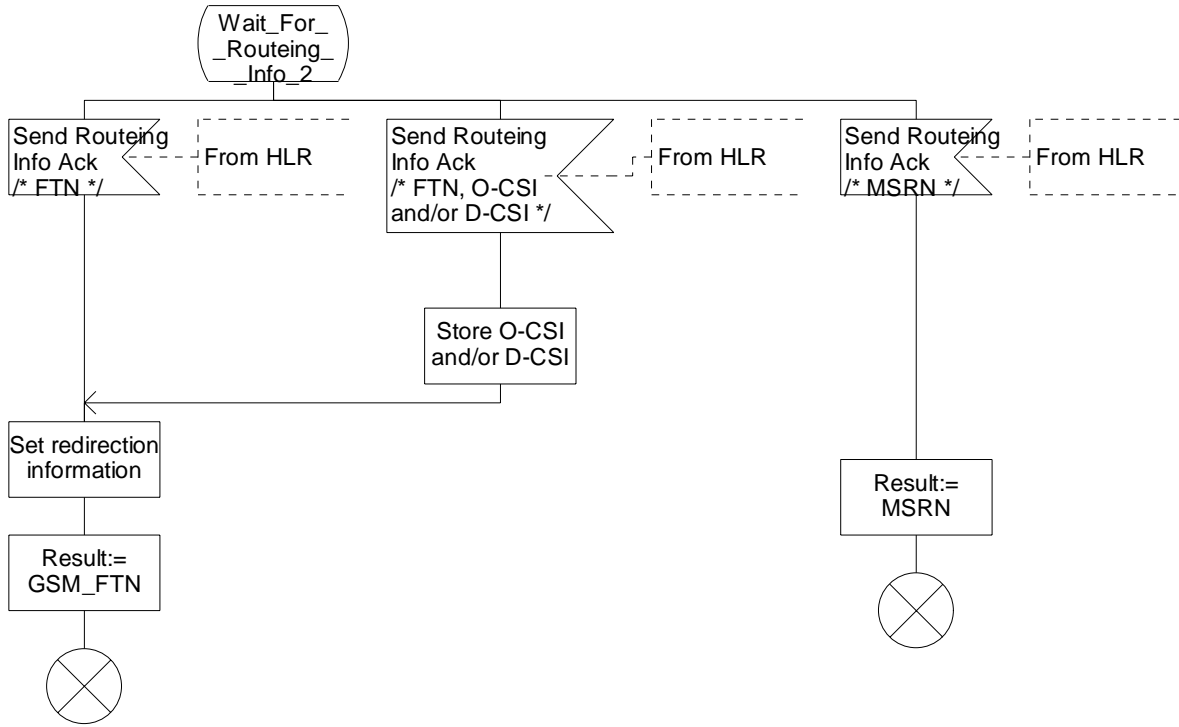 Wait_For_
_Routeing_
_Info_2
Send Routeing
Info Ack
/* FTN */
From HLR
Send Routeing
Info Ack
/* FTN, O-CSI
and/or D-CSI */
From HLR
Send Routeing
Info Ack
/* MSRN */
From HLR
Store O-CSI
and/or D-CSI
Set redirection
information
Result:=
MSRN
Result:=
GSM_FTN